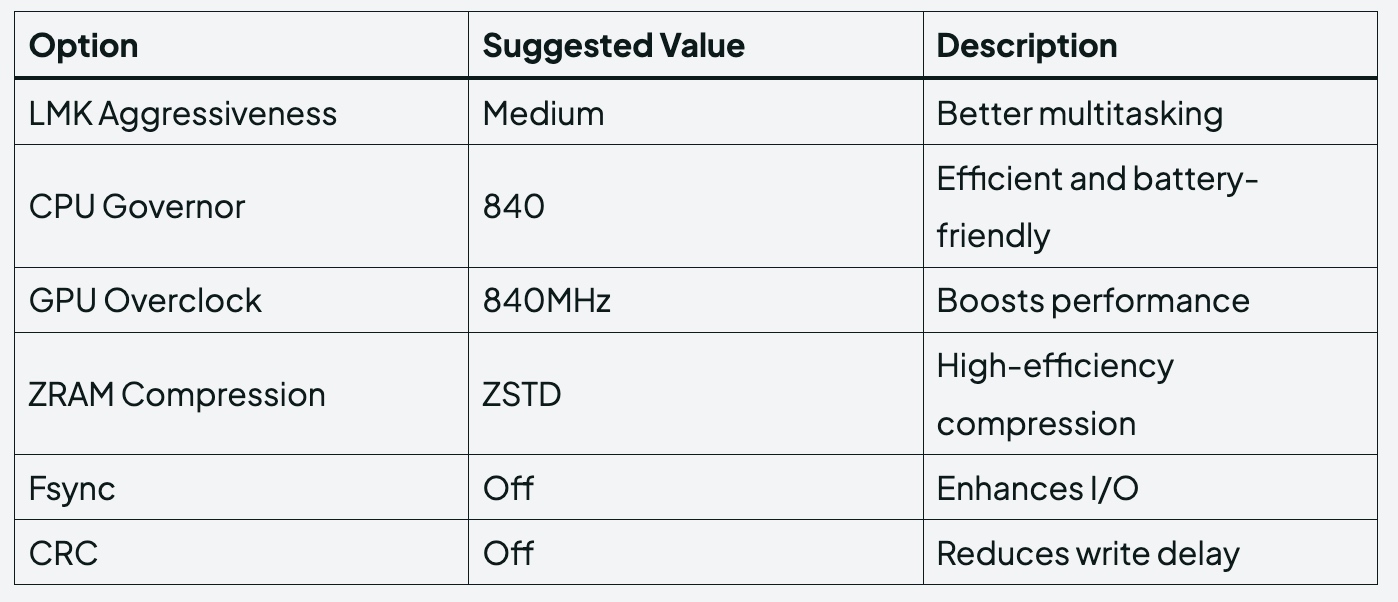 Option Suggested Value Description
LMK Aggressiveness Medium Better multitasking
CPU Governor 840 Efficient and battery-
friendly
GPU Overclock 840MHz Boosts performance
ZRAM Compression ZSTD High-efficiency
compression
Fsync Off Enhances I/O
CRC Off Reduces write delay